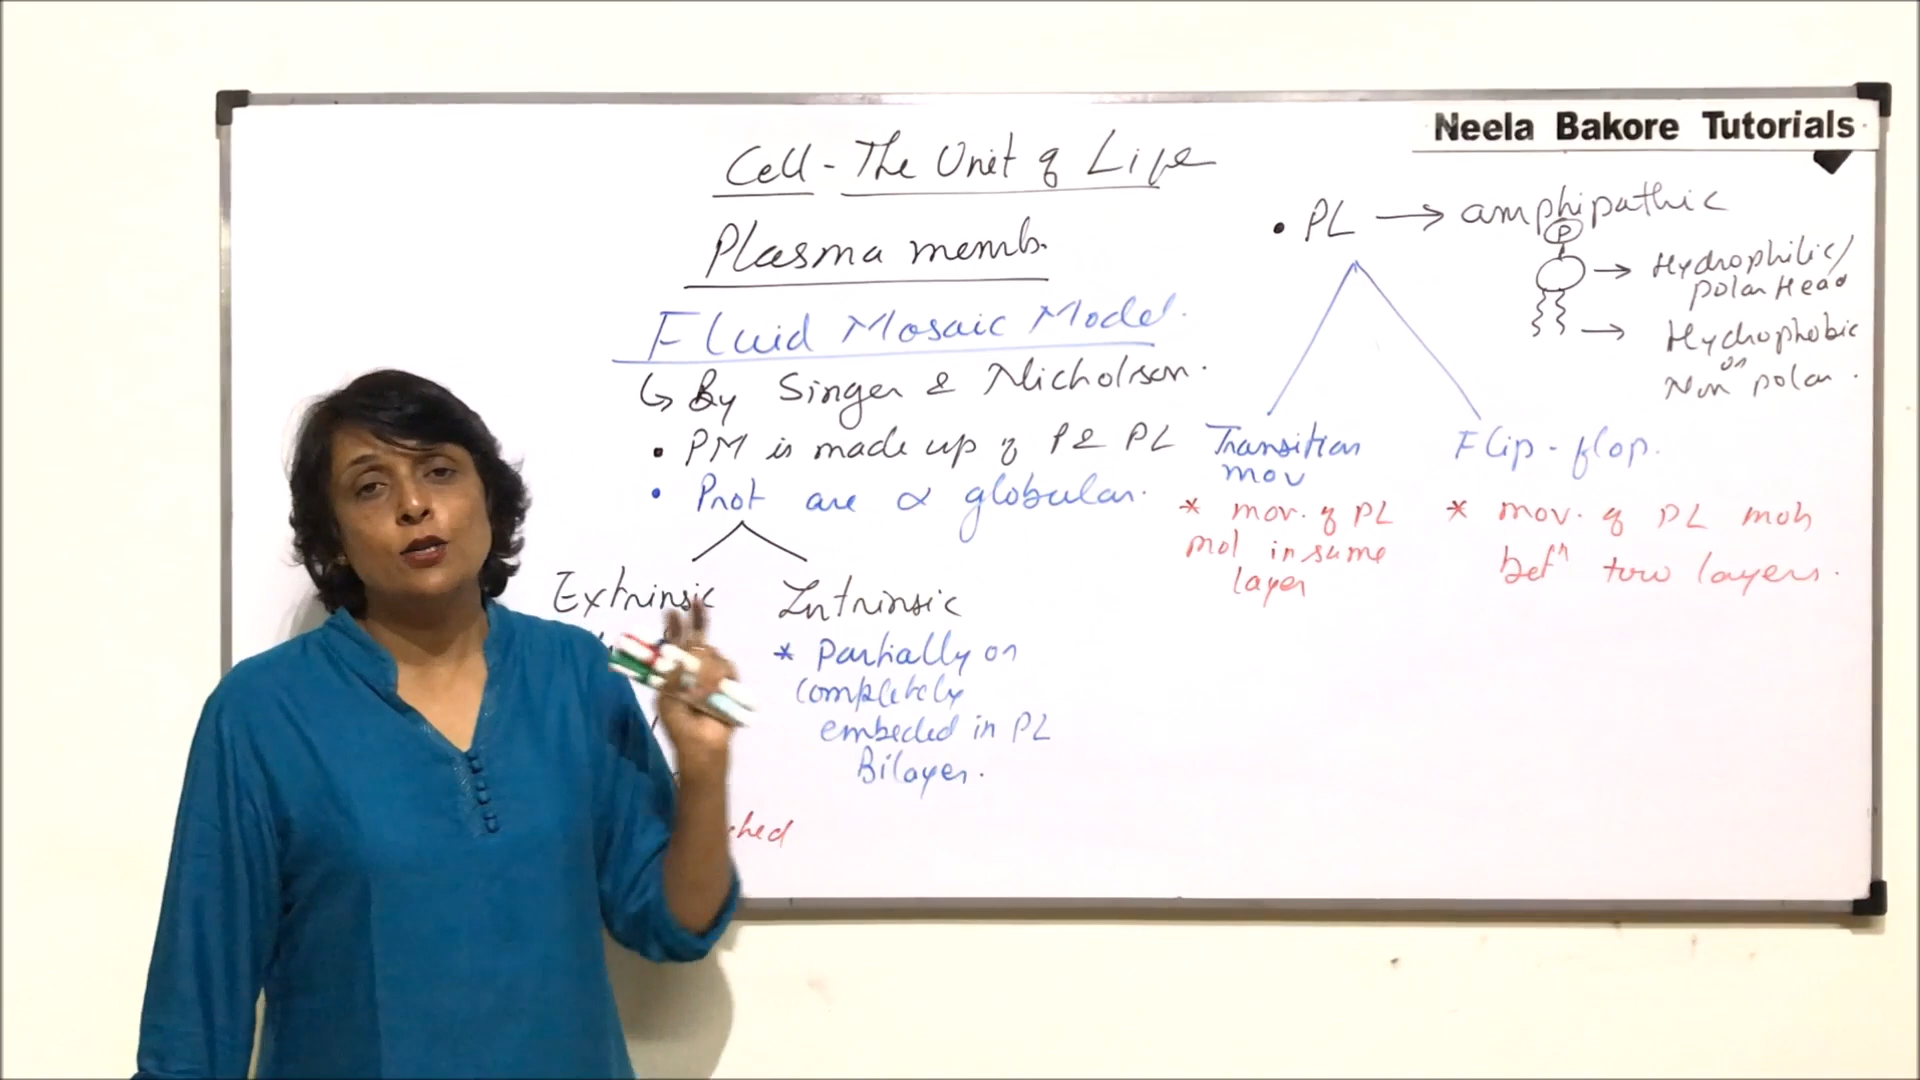 Neela Bakore Tutorials
Cell - The Unit of Life
Plasma memb.
Fluid Mosaic Model.
↳ By Singer & Nicholson.
• PM is made up of P & PL
• Prot are α globular.
Extrinsic
Intrinsic
* Partially or
completely
embeded in PL
Bilayer.
ched
• PL → amphipathic
P
→ Hydrophilic/
polar Head
→ Hydrophobic
or
Non polar.
Transition
mov
* mov. of PL
mol in same
layer
Flip-flop.
* mov. of PL mols
betn two layers.